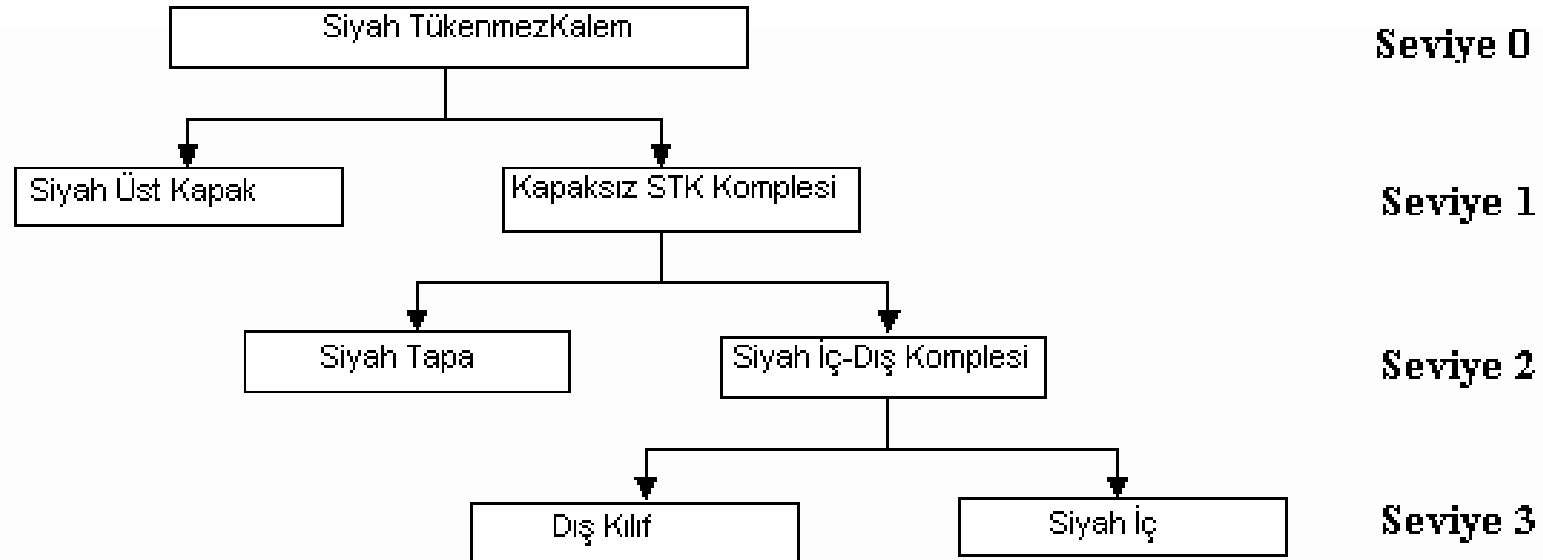 Siyah TükenmezKalem
Seviye 0
Siyah Üst Kapak
Kapaksız STK Komplesi
Seviye 1
Siyah Tapa
Siyah İç-Dış Komplesi
Seviye 2
Dış Kılıf
Siyah İç
Seviye 3